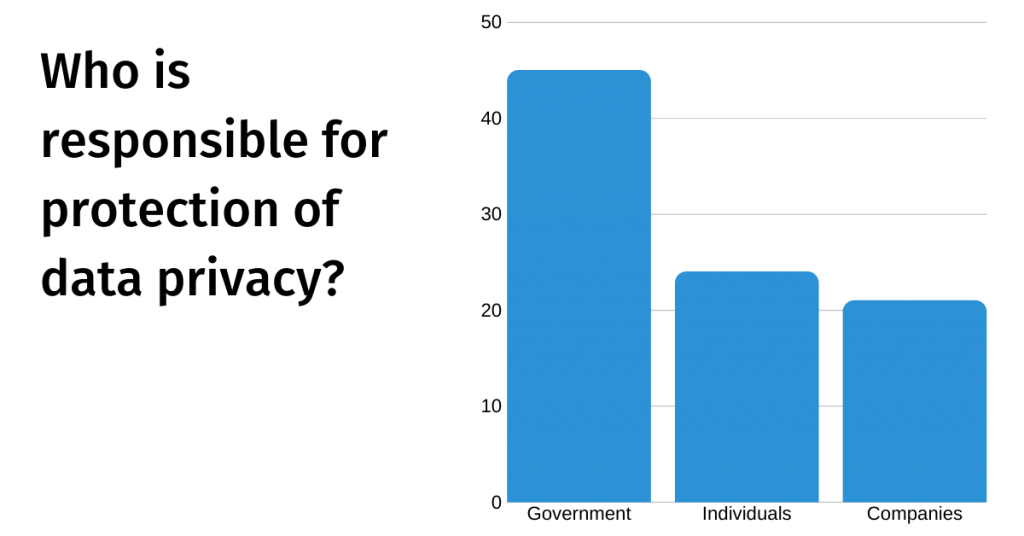 Who is
responsible for
protection of
data privacy?
50
40
30
20
10
0
Government
Individuals
Companies